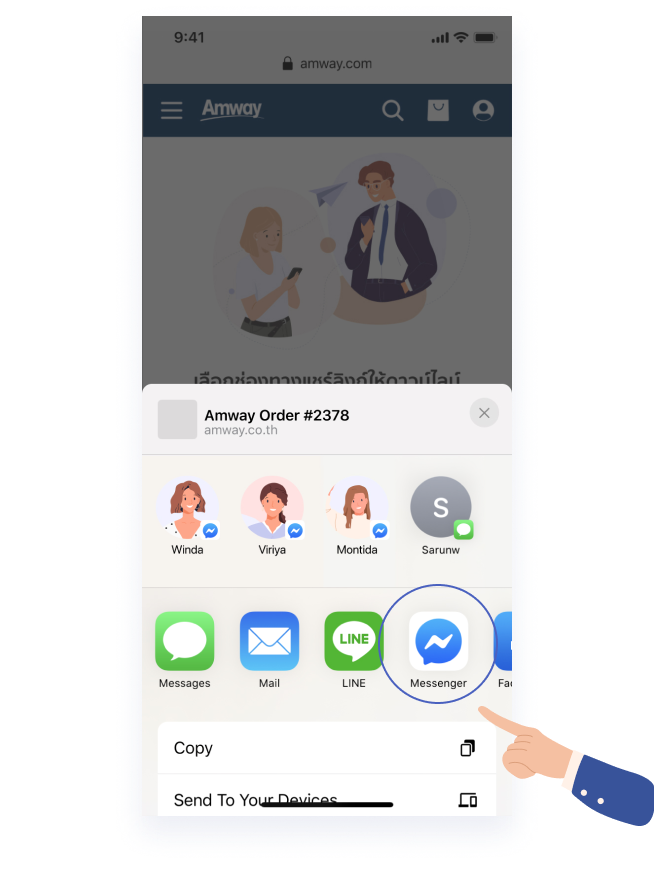 9:41
amway.com
Amway
เลือกช่องทางแชร์ลิงก์ให้ดาวน์ไลน์
Amway Order #2378
amway.co.th
S
Winda Viriya Montida Sarunw
LINE
Messages Mail LINE Messenger Fac
Copy
Send To Your Devices